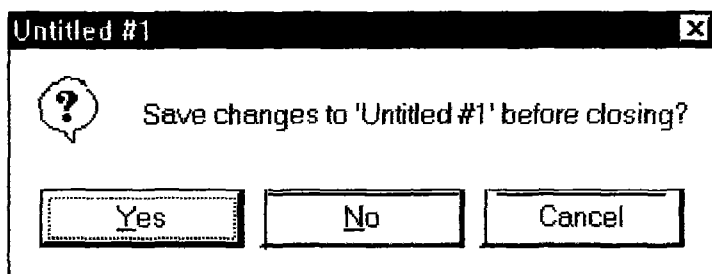 Untitled #1
?
Save changes to 'Untitled #1' before closing?
Yes No Cancel